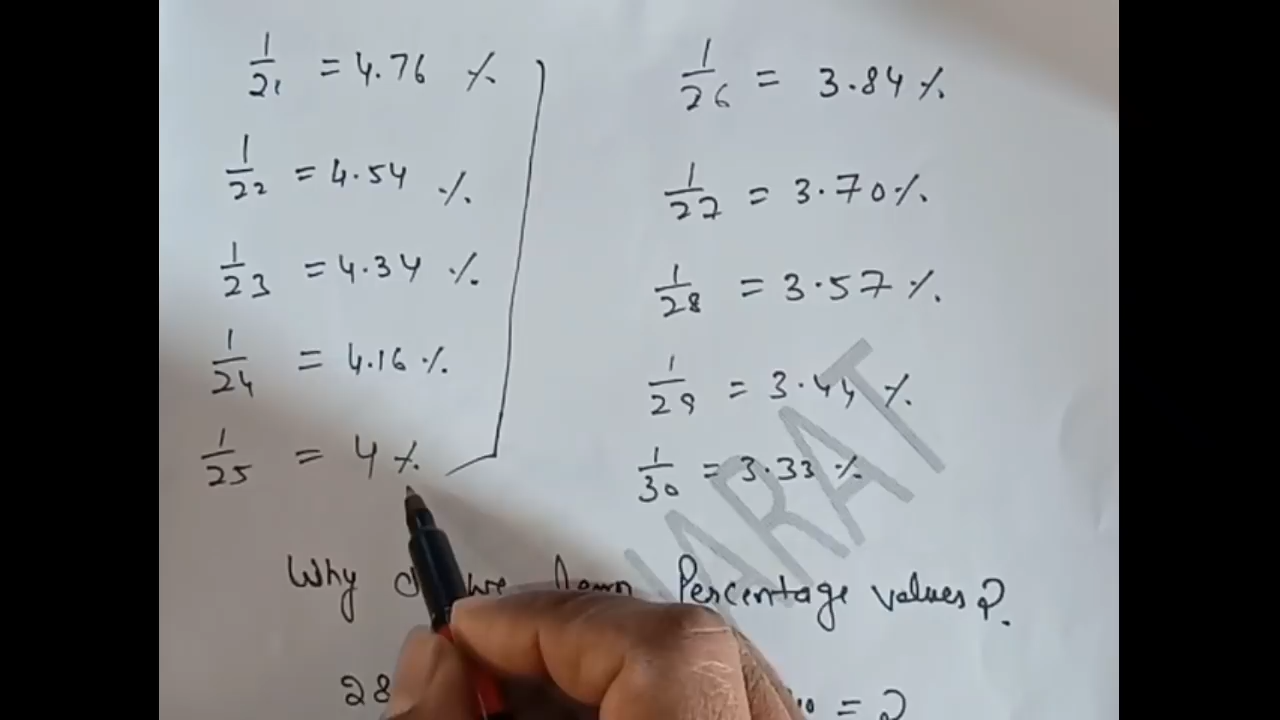 1/21 = 4.76 %
1/22 = 4.54 %
1/23 = 4.34 %
1/24 = 4.16 %
1/25 = 4 %
1/26 = 3.84 %
1/27 = 3.70 %
1/28 = 3.57 %
1/29 = 3.44 %
1/30 = 3.33 %
Why we Percentage values?
28 = ?